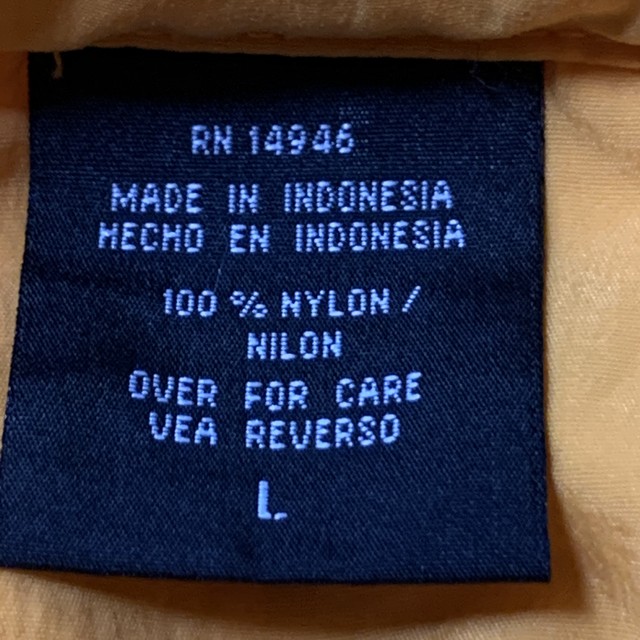 RN 14946
MADE IN INDONESIA
HECHO EN INDONESIA
100 % NYLON /
NILON
OVER FOR CARE
VEA REVERSO
L